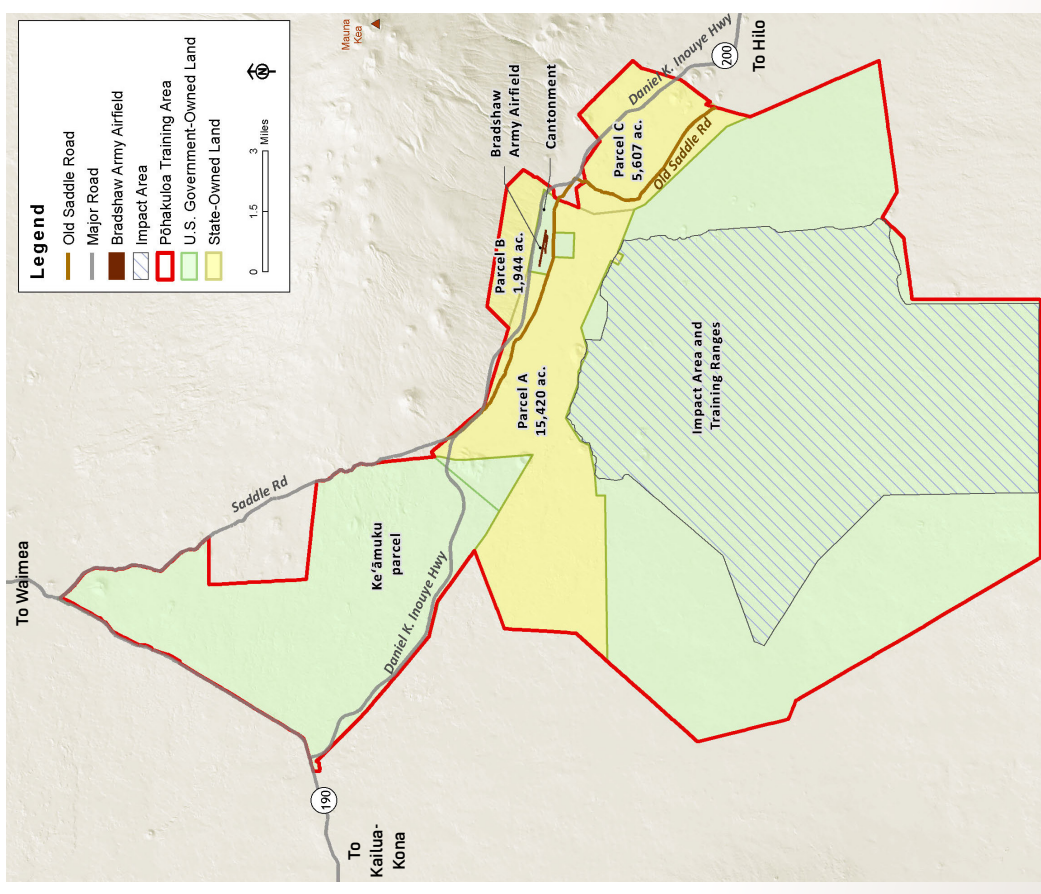 To Waimea
Legend
Old Saddle Road
Major Road
Bradshaw Army Airfield
Impact Area
Pōhakuloa Training Area
U.S. Government-Owned Land
State-Owned Land
0
1.5
3
Miles
N
Mauna
Kea
Saddle Rd
Keʻāmuku
parcel
Daniel K. Inouye Hwy
190
To
Kailua-
Kona
Parcel A
15,420 ac.
Parcel B
1,944 ac.
Bradshaw
Army Airfield
Cantonment
Parcel C
5,607 ac.
Old Saddle Rd
Daniel K. Inouye Hwy
200
To Hilo
Impact Area and
Training Ranges